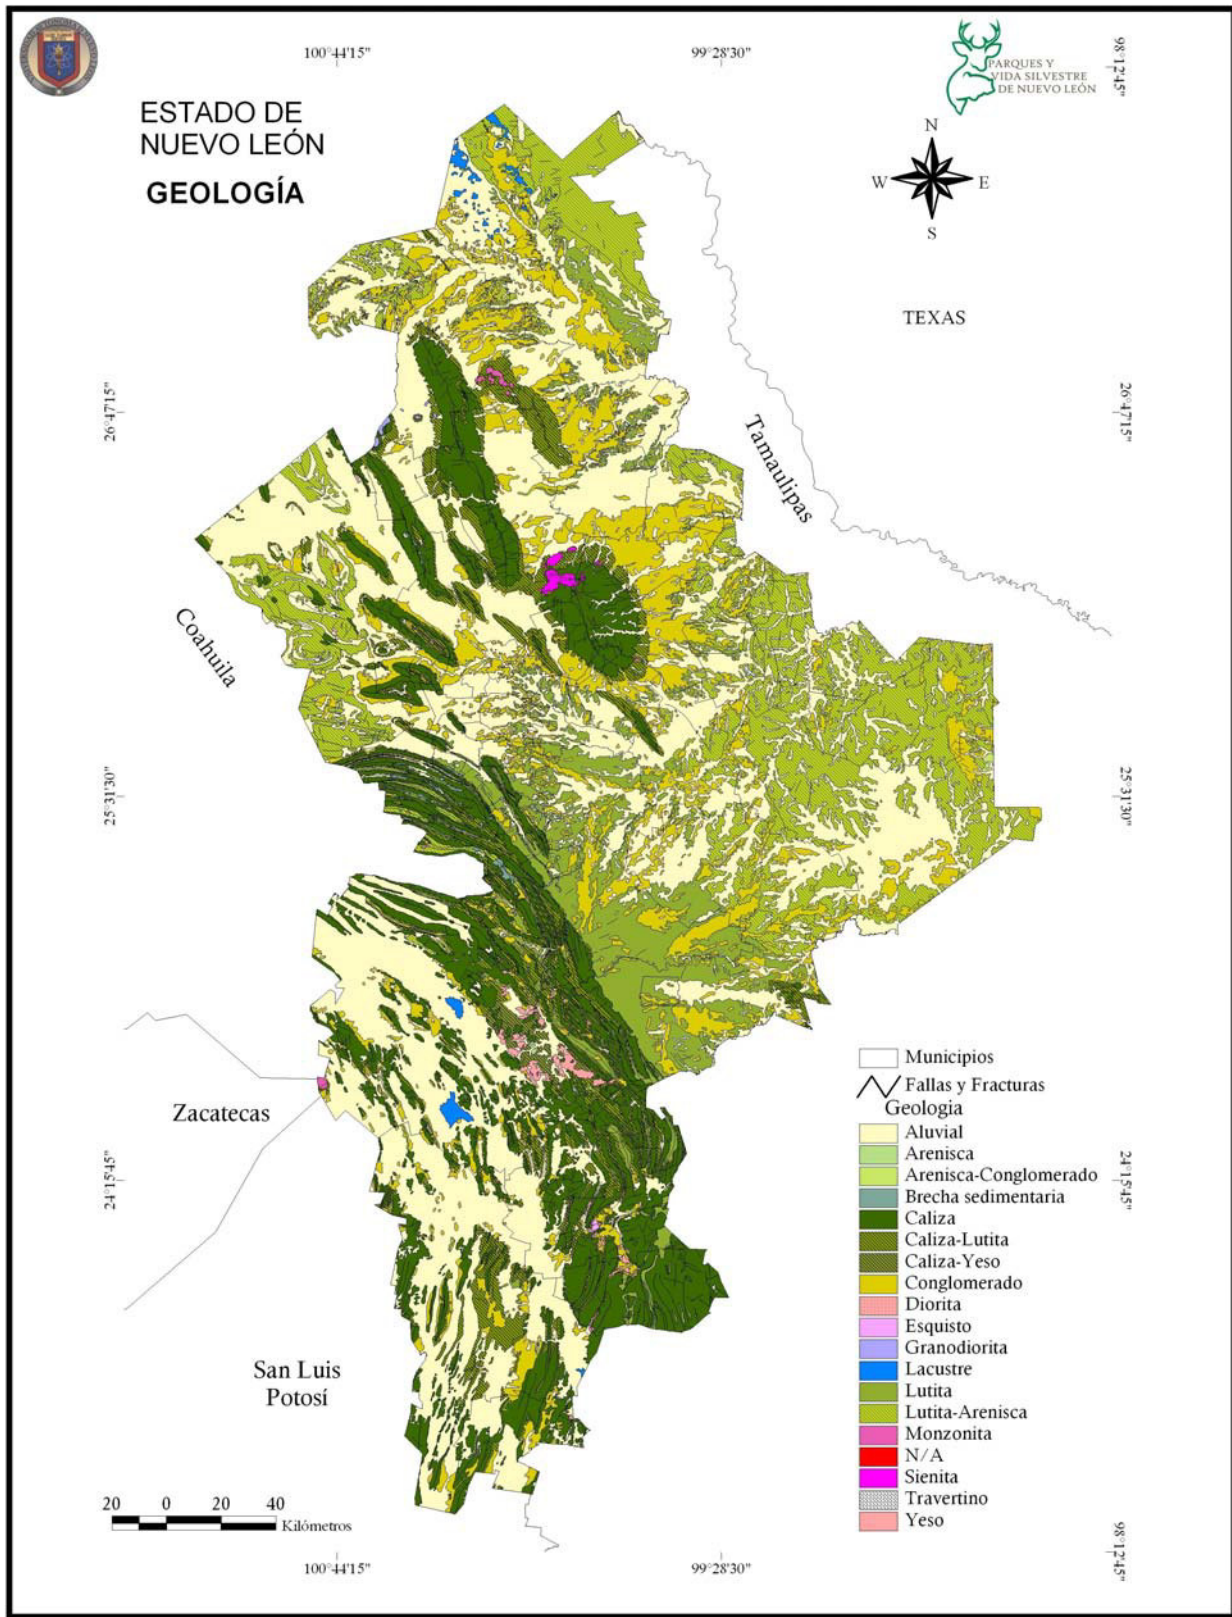 100°44'15"
99°28'30"
98°12'45"
PARQUES Y
VIDA SILVESTRE
DE NUEVO LEÓN
ESTADO DE
NUEVO LEÓN
GEOLOGÍA
N
W
E
S
TEXAS
26°47'15"
26°47'15"
Tamaulipas
Coahuila
25°31'30"
25°31'30"
Zacatecas
24°15'45"
24°15'45"
San Luis
Potosí
Municipios
Fallas y Fracturas
Geologia
Aluvial
Arenisca
Arenisca-Conglomerado
Brecha sedimentaria
Caliza
Caliza-Lutita
Caliza-Yeso
Conglomerado
Diorita
Esquisto
Granodiorita
Lacustre
Lutita
Lutita-Arenisca
Monzonita
N/A
Sienita
Travertino
Yeso
20 0 20 40
Kilómetros
100°44'15"
99°28'30"
98°12'45"